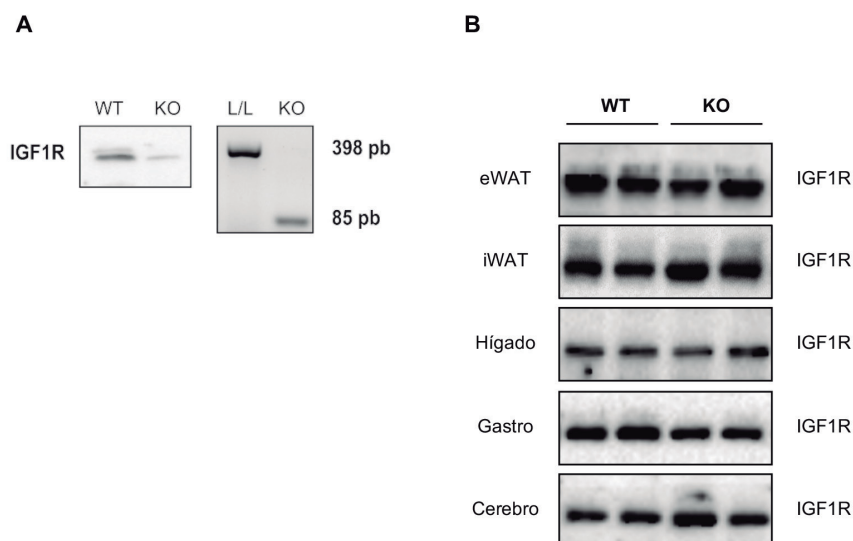 A
WT KO L/L KO
IGF1R 398 pb
85 pb
B
WT KO
eWAT IGF1R
iWAT IGF1R
Hígado IGF1R
Gastro IGF1R
Cerebro IGF1R